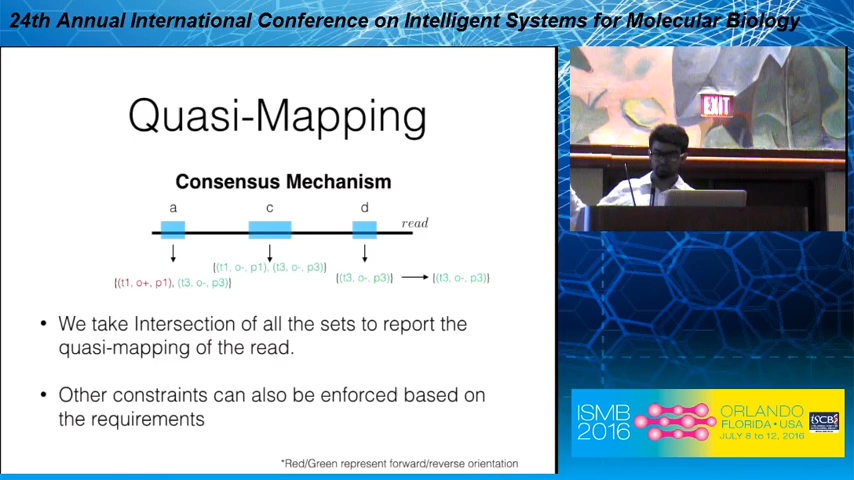 24th Annual International Conference on Intelligent Systems for Molecular Biology
Quasi-Mapping
Consensus Mechanism
a c d
read
{(t1, o+, p1), (t3, o-, p3)}
{(t1, o-, p1), (t3, o-, p3)}
{(t3, o-, p3)} {(t3, o-, p3)}
• We take Intersection of all the sets to report the
quasi-mapping of the read.
• Other constraints can also be enforced based on
the requirements
*Red/Green represent forward/reverse orientation
EXIT
ISMB
2016
ORLANDO
FLORIDA • USA
JULY 8 to 12, 2016
ISCB